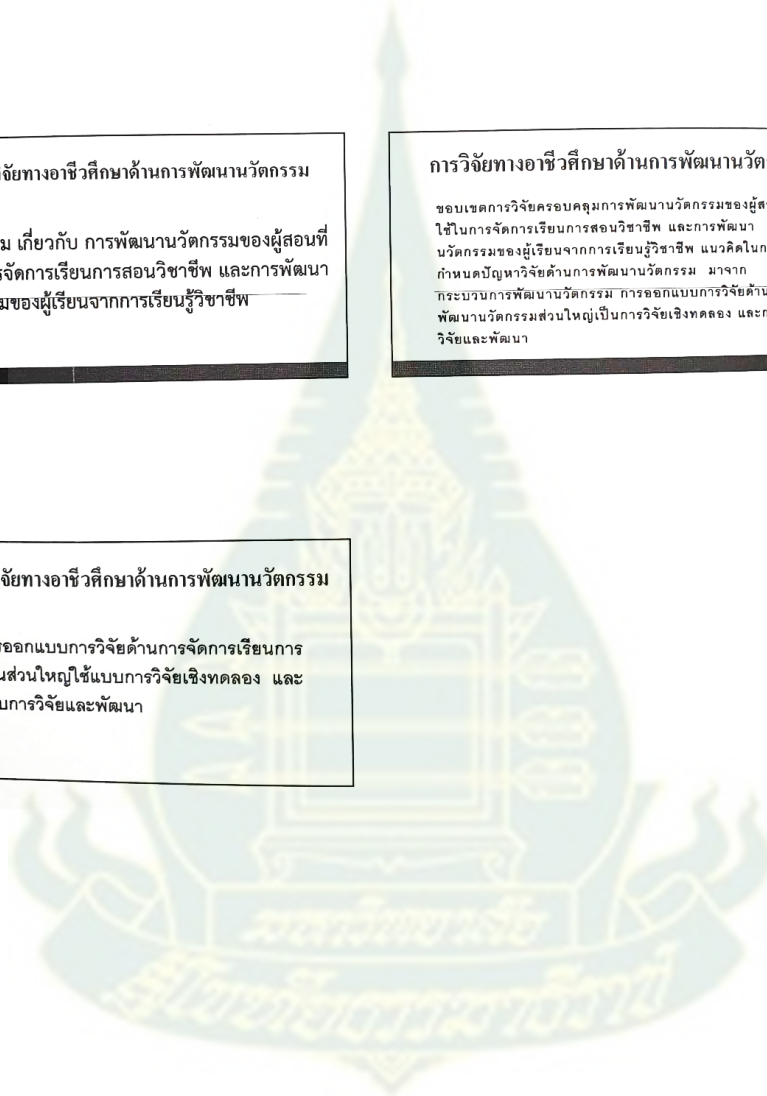 จัยทางอาชีวศึกษาด้านการพัฒนานวัตกรรม
ม เกี่ยวกับ การพัฒนานวัตกรรมของผู้สอนที่
จัดการเรียนการสอนวิชาชีพ และการพัฒนา
มของผู้เรียนจากการเรียนรู้วิชาชีพ
การวิจัยทางอาชีวศึกษาด้านการพัฒนานวัต
ขอบเขตการวิจัยครอบคลุมการพัฒนานวัตกรรมของผู้ส
ใช้ในการจัดการเรียนการสอนวิชาชีพ และการพัฒนา
นวัตกรรมของผู้เรียนจากการเรียนรู้วิชาชีพ แนวคิดในก
กำหนดปัญหาวิจัยด้านการพัฒนานวัตกรรม มาจาก
กระบวนการพัฒนานวัตกรรม การออกแบบการวิจัยด้าน
พัฒนานวัตกรรมส่วนใหญ่เป็นการวิจัยเชิงทดลอง และก
วิจัยและพัฒนา
จัยทางอาชีวศึกษาด้านการพัฒนานวัตกรรม
รออกแบบการวิจัยด้านการจัดการเรียนการ
นส่วนใหญ่ใช้แบบการวิจัยเชิงทดลอง และ
บการวิจัยและพัฒนา
มหาวิทยาลัย
สุโขทัยธรรมาธิราช